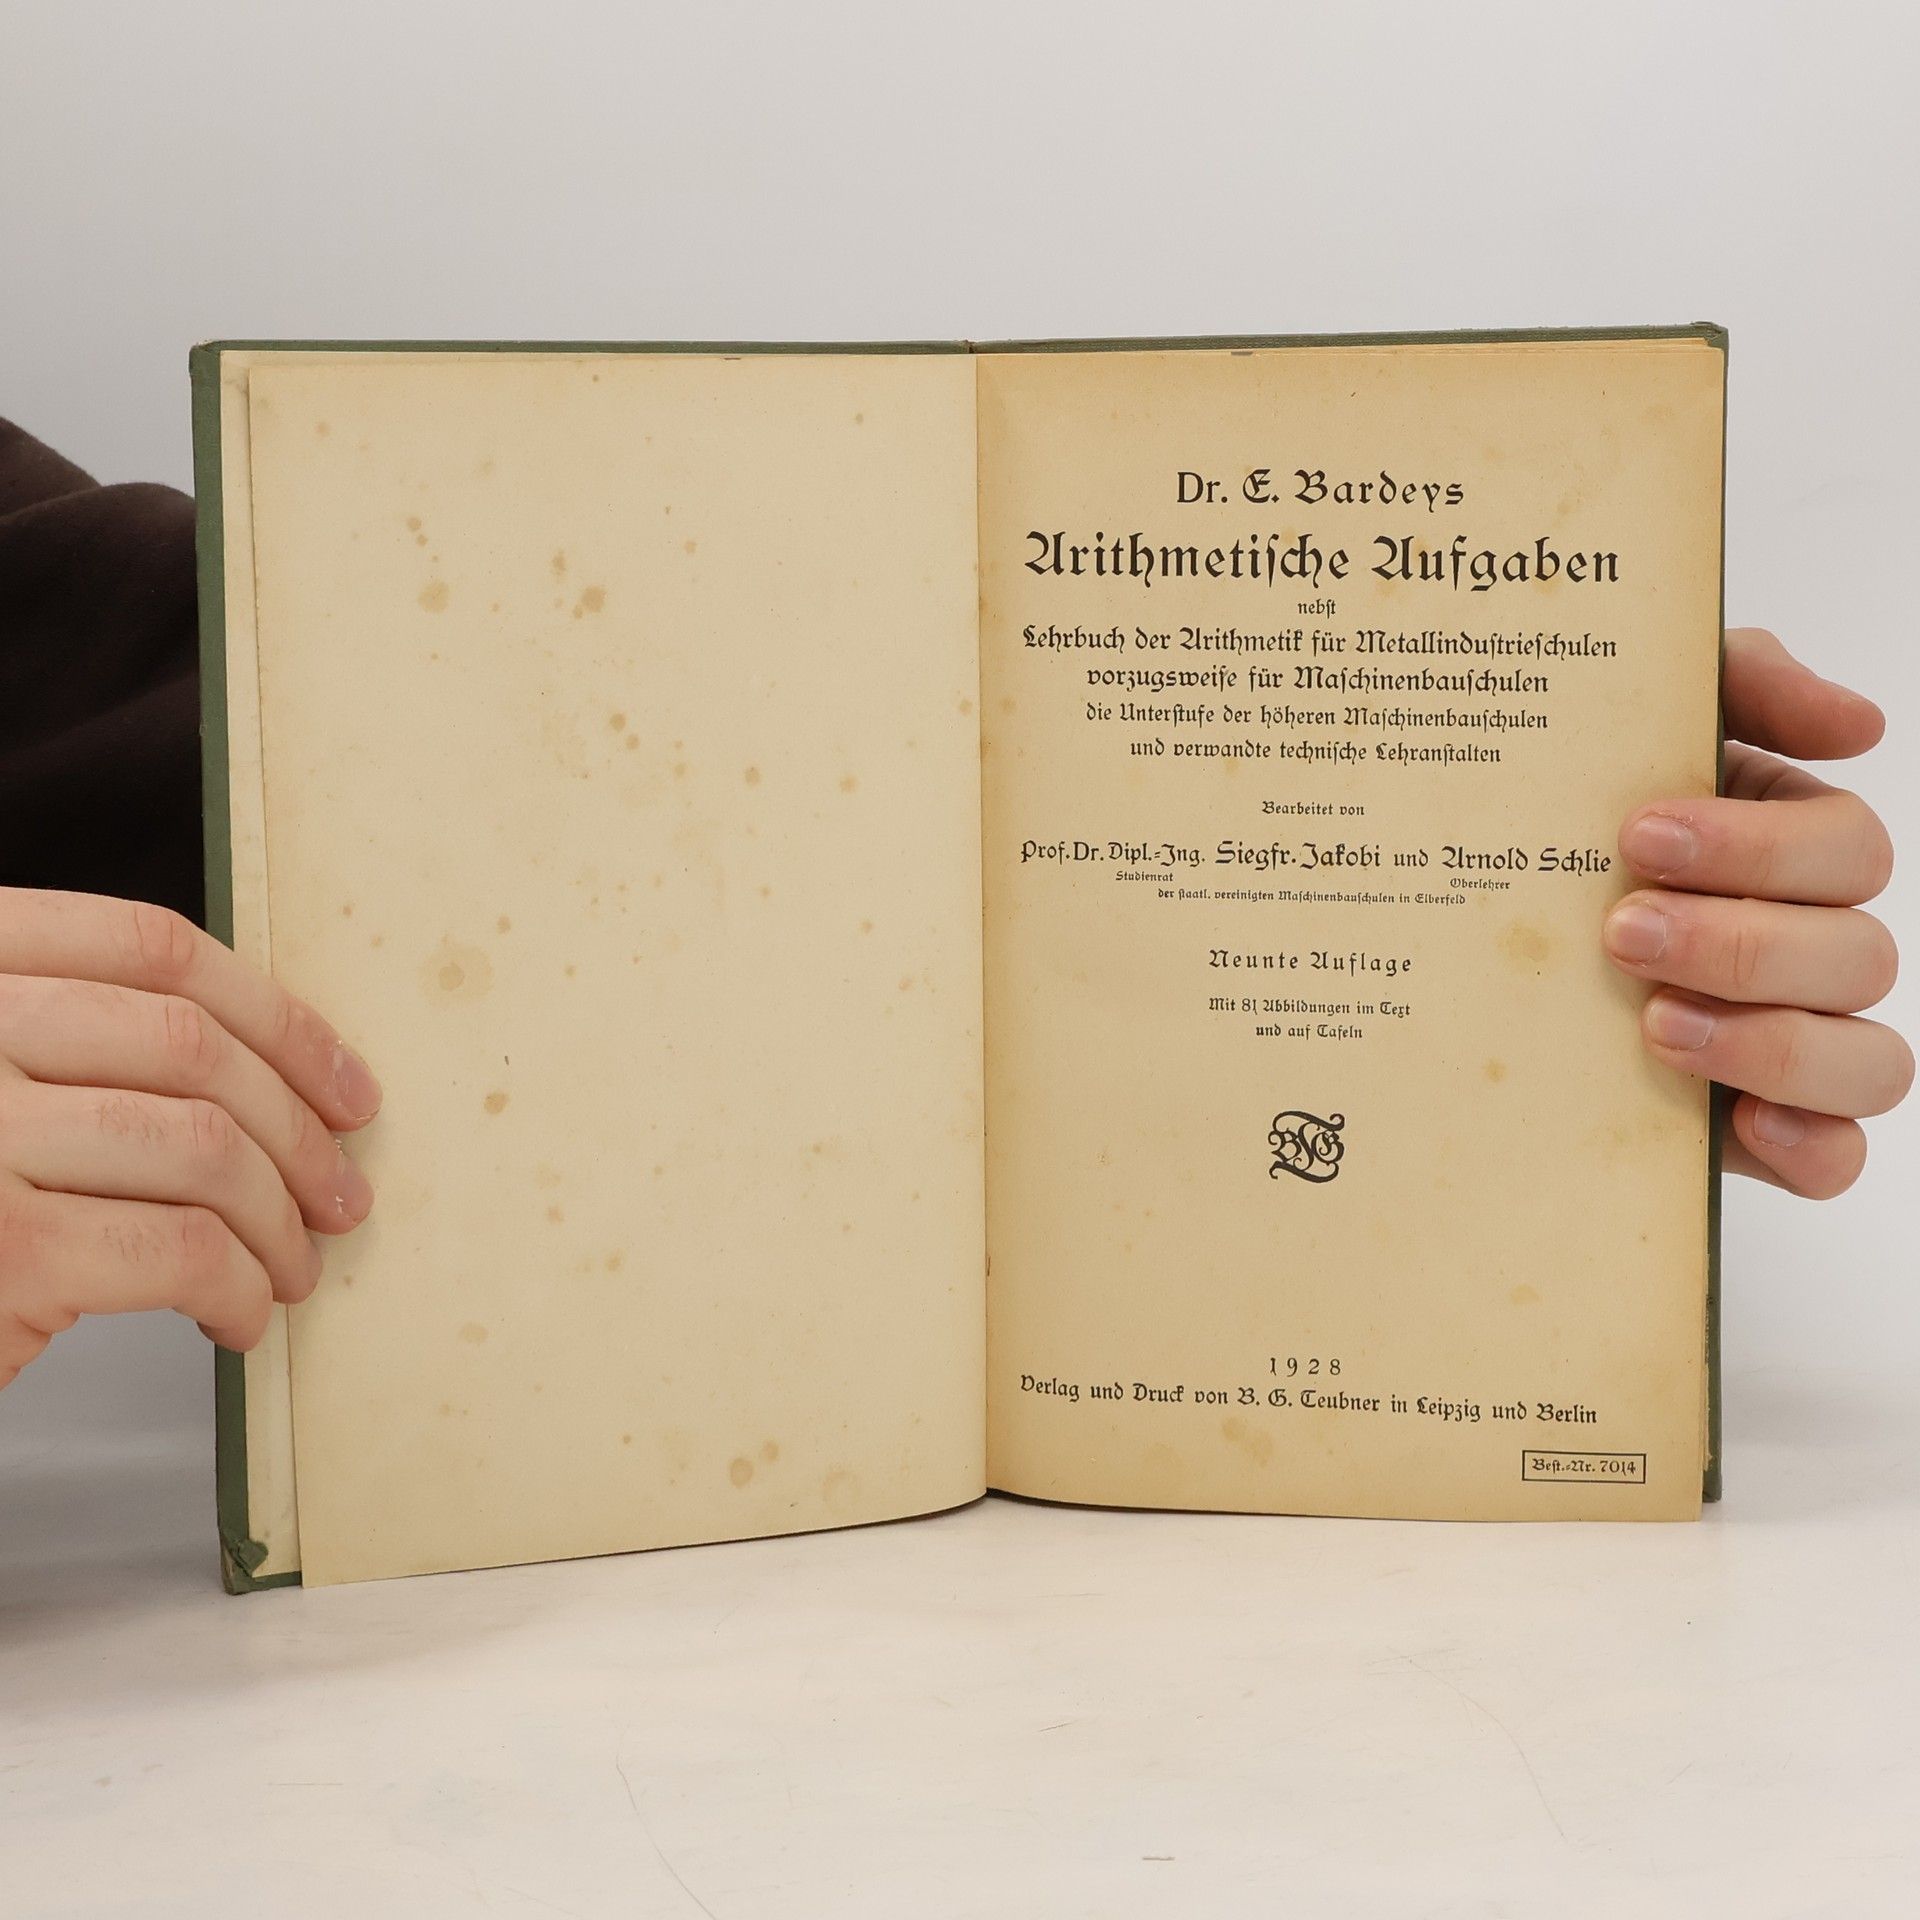 Dr. E. Bardeys
Arithmetische Aufgaben
nebst
Lehrbuch der Arithmetik für Metallindustrieschulen
vorzugsweise für Maschinenbauschulen
die Unterstufe der höheren Maschinenbauschulen
und verwandte technische Lehranstalten
Bearbeitet von
Prof. Dr. Dipl.-Ing. Siegfr. Jakobi und Arnold Schlie
Studienrat Oberlehrer
der staatl. vereinigten Maschinenbauschulen in Elberfeld
Neunte Auflage
Mit 81 Abbildungen im Text
und auf Tafeln
BGT
1928
Verlag und Druck von B. G. Teubner in Leipzig und Berlin
Best.-Nr. 7014